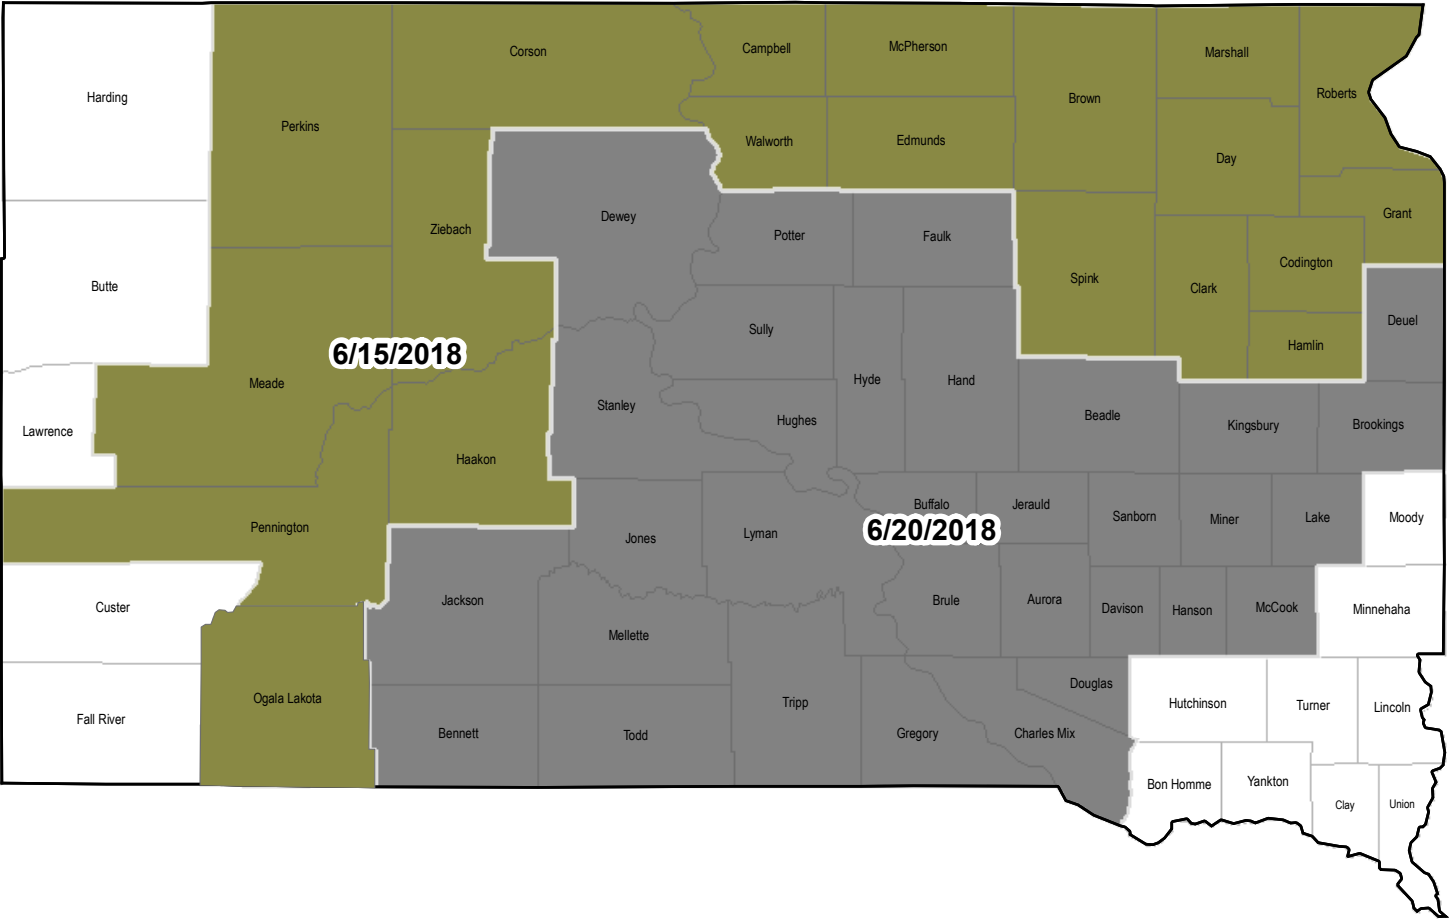 Corson
Campbell
McPherson
Marshall
Harding
Brown
Roberts
Perkins
Walworth
Edmunds
Day
Dewey
Grant
Ziebach
Potter
Faulk
Codington
Spink
Butte
Clark
Deuel
Sully
Hamlin
6/15/2018
Meade
Hyde
Hand
Stanley
Beadle
Hughes
Kingsbury
Brookings
Lawrence
Haakon
Buffalo
Jerauld
Sanborn
Miner
Lake
Moody
Pennington
6/20/2018
Lyman
Jones
Jackson
Brule
Aurora
Davison
Hanson
McCook
Minnehaha
Custer
Mellette
Douglas
Ogala Lakota
Tripp
Hutchinson
Turner
Lincoln
Fall River
Bennett
Todd
Gregory
Charles Mix
Bon Homme
Yankton
Clay
Union